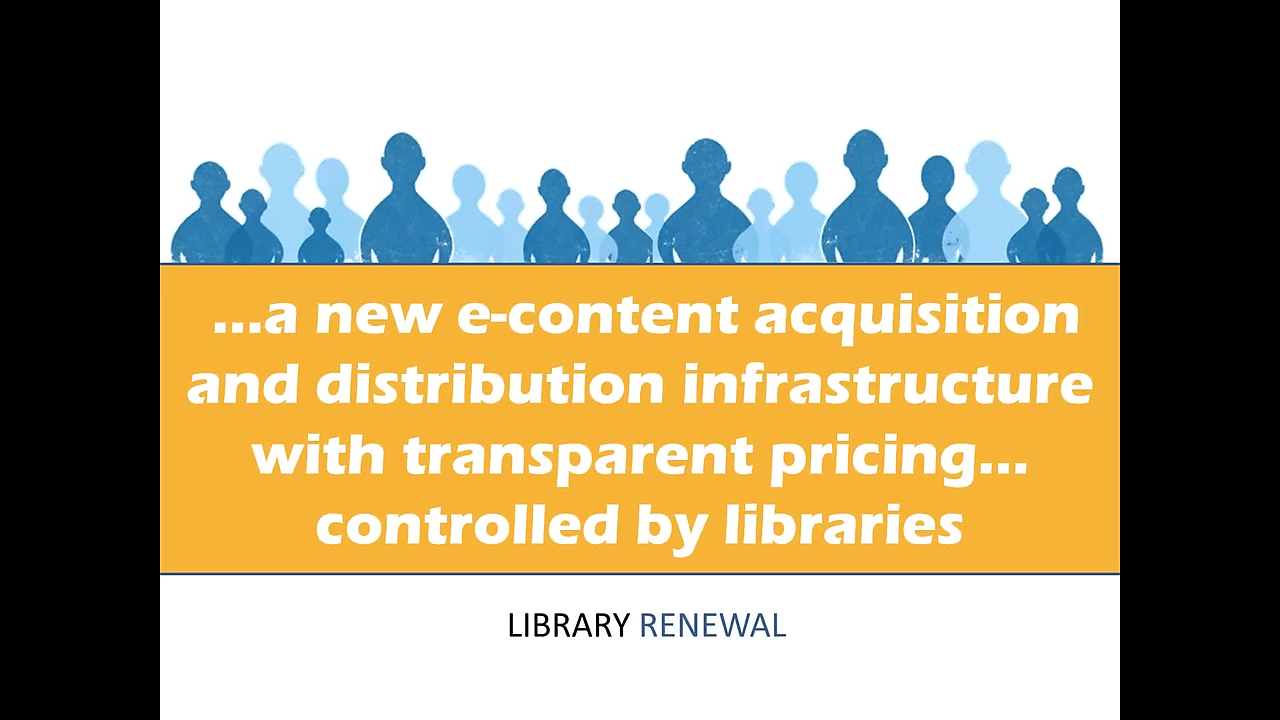 ...a new e-content acquisition
and distribution infrastructure
with transparent pricing...
controlled by libraries
LIBRARY RENEWAL